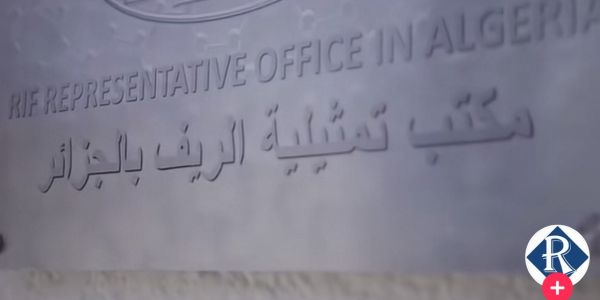 RIF REPRESENTATIVE OFFICE IN ALGERIA
مكتب تمثيلية الريف بالجزائر
R